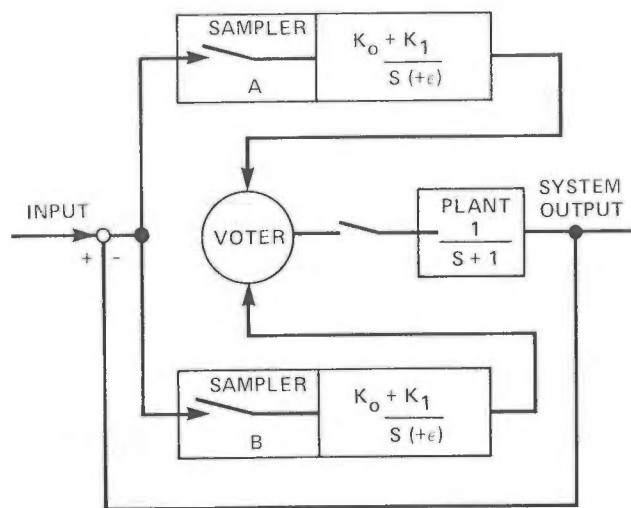 SAMPLER
A
K₀ + K₁
S (+ϵ)
INPUT
+ -
VOTER
PLANT
1
S + 1
SYSTEM
OUTPUT
SAMPLER
B
K₀ + K₁
S (+ϵ)